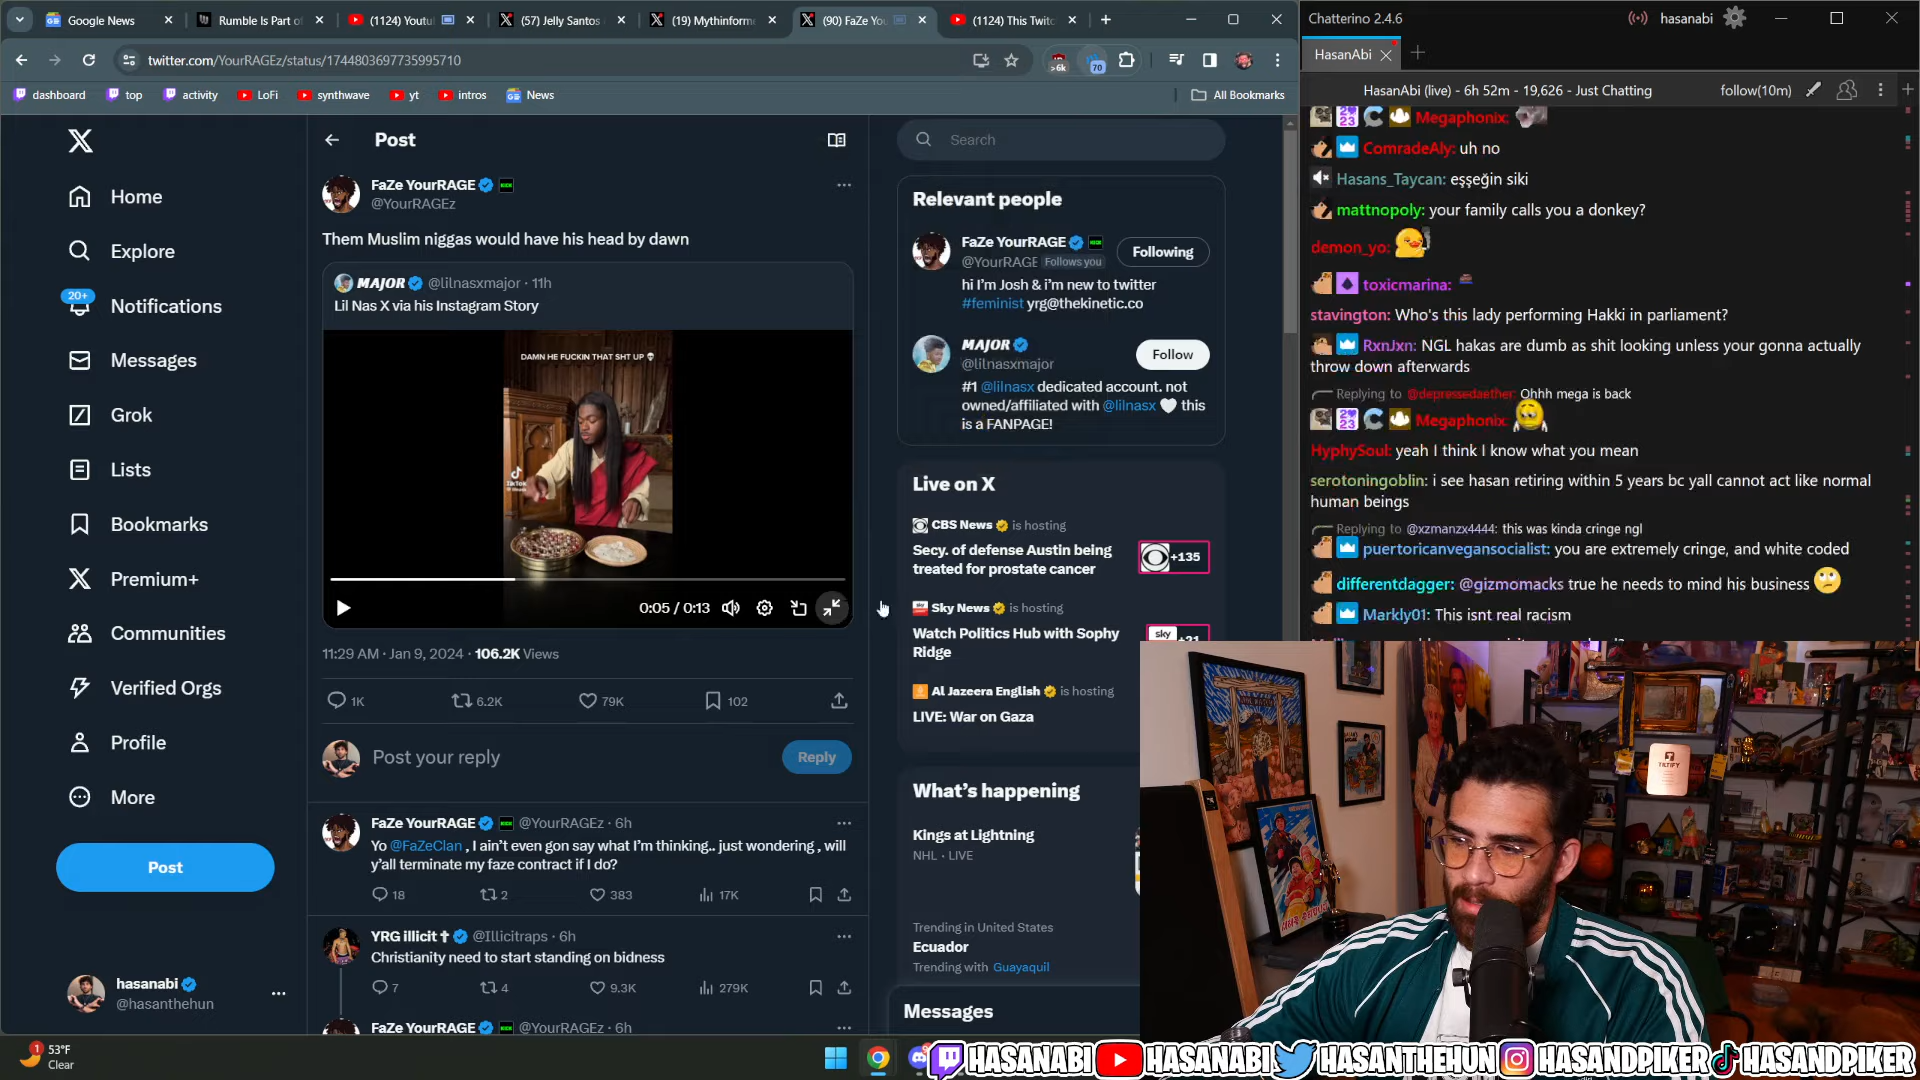 Google News
Rumble Is Part of
(1124) Youtu
(57) Jelly Santos
(19) Mythinform
(90) FaZe Yo
(1124) This Twitc
twitter.com/YourRAGEz/status/1744803697735995710
>6k
70
dashboard
top
activity
LoFi
synthwave
yt
intros
News
All Bookmarks
Home
Explore
20+
Notifications
Messages
Grok
Lists
Bookmarks
Premium+
Communities
Verified Orgs
Profile
More
Post
hasanabi
@hasanthehun
Post
FaZe YourRAGE
@YourRAGEz
Them Muslim niggas would have his head by dawn
MAJOR @lilnasxmajor · 11h
Lil Nas X via his Instagram Story
DAMN HE FUCKIN THAT SHT UP
TikTok
0:05 / 0:13
11:29 AM · Jan 9, 2024 · 106.2K Views
1K
6.2K
79K
102
Post your reply
Reply
FaZe YourRAGE @YourRAGEz · 6h
Yo @FaZeClan , I ain't even gon say what I'm thinking.. just wondering , will
y'all terminate my faze contract if I do?
18
2
383
17K
YRG illicit @Illicitraps · 6h
Christianity need to start standing on bidness
7
4
9.3K
279K
FaZe YourRAGE @YourRAGEz · 6h
Search
Relevant people
FaZe YourRAGE
@YourRAGE Follows you
Following
hi I'm Josh & i'm new to twitter
#feminist yrg@thekinetic.co
MAJOR
@lilnasxmajor
Follow
#1 @lilnasx dedicated account. not
owned/affiliated with @lilnasx this
is a FANPAGE!
Live on X
CBS News is hosting
Secy. of defense Austin being
treated for prostate cancer
+135
Sky News is hosting
Watch Politics Hub with Sophy
Ridge
sky
+21
Al Jazeera English is hosting
LIVE: War on Gaza
What's happening
Kings at Lightning
NHL · LIVE
Trending in United States
Ecuador
Trending with Guayaquil
Messages
Chatterino 2.4.6
hasanabi
HasanAbi
HasanAbi (live) - 6h 52m - 19,626 - Just Chatting
follow(10m)
Megaphonix:
ComradeAly: uh no
Hasans_Taycan: eşşeğin siki
mattnopoly: your family calls you a donkey?
demon_yo:
toxicmarina:
stavington: Who's this lady performing Hakki in parliament?
RxnJxn: NGL hakas are dumb as shit looking unless your gonna actually
throw down afterwards
Replying to @depressedaether: Ohhh mega is back
Megaphonix:
HyphySoul: yeah I think I know what you mean
serotoningoblin: i see hasan retiring within 5 years bc yall cannot act like normal
human beings
Replying to @xzmanzx4444: this was kinda cringe ngl
puertoricanvegansocialist: you are extremely cringe, and white coded
differentdagger: @gizmomacks true he needs to mind his business
Markly01: This isnt real racism
TILTIFY
1
53°F
Clear
HASANABI
HASANABI
HASANTHEHUN
HASANDPIKER
HASANDPIKER